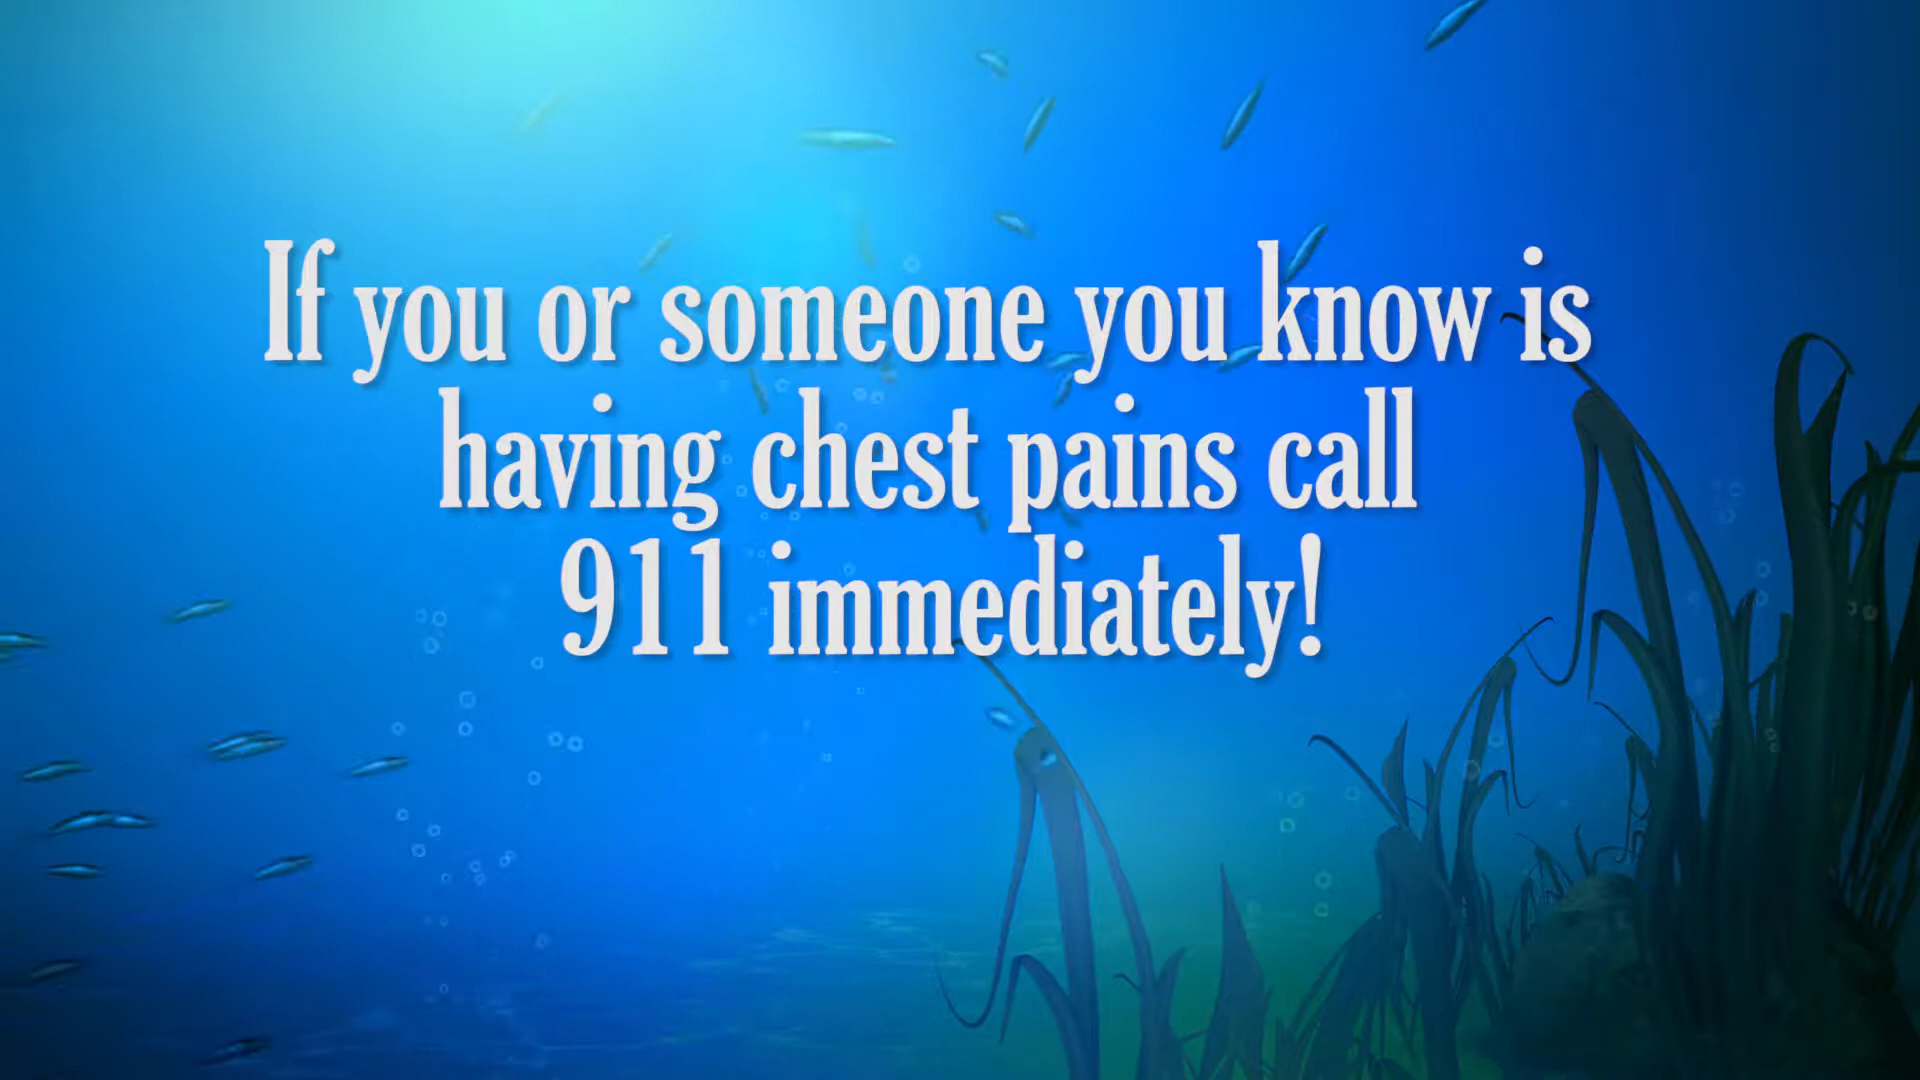 If you or someone you know is
having chest pains call
911 immediately!